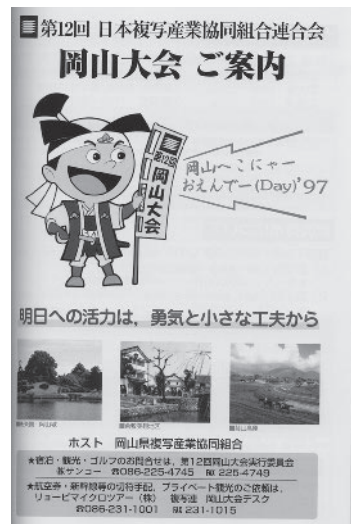 第12回 日本複写産業協同組合連合会
岡山大会 ご案内
第12回
岡山大会
岡山へこにゃー
おえんでー(Day)'97
明日への活力は，勇気と小さな工夫から
ホスト 岡山県複写産業協同組合
★宿泊・観光・ゴルフのお問合せは，第12回岡山大会実行委員会
㈱サンコー ☎086-225-4745 FAX 225-4749
★航空券・新幹線等の切符手配，プライベート観光のご依頼は，
リョービマイクロツアー（株） 複写連 岡山大会デスク
☎086-231-1001 FAX 231-1015